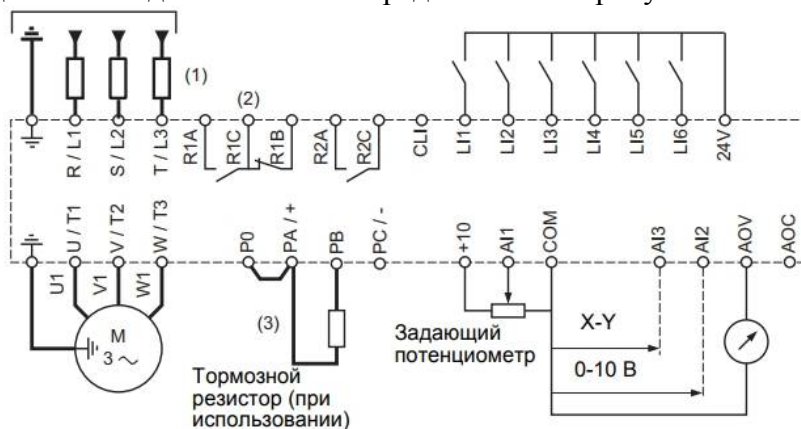 (1)
(2)
R / L1
S / L2
T / L3
R1A
R1C
R1B
R2A
R2C
CLI
LI1
LI2
LI3
LI4
LI5
LI6
24V
U / T1
V / T2
W / T3
P0
PA / +
PB
PC / -
+10
AI1
COM
AI3
AI2
AOV
AOC
U1
V1
W1
M
3 ~
(3)
Тормозной
резистор (при
использовании)
Задающий
потенциометр
X-Y
0-10 В